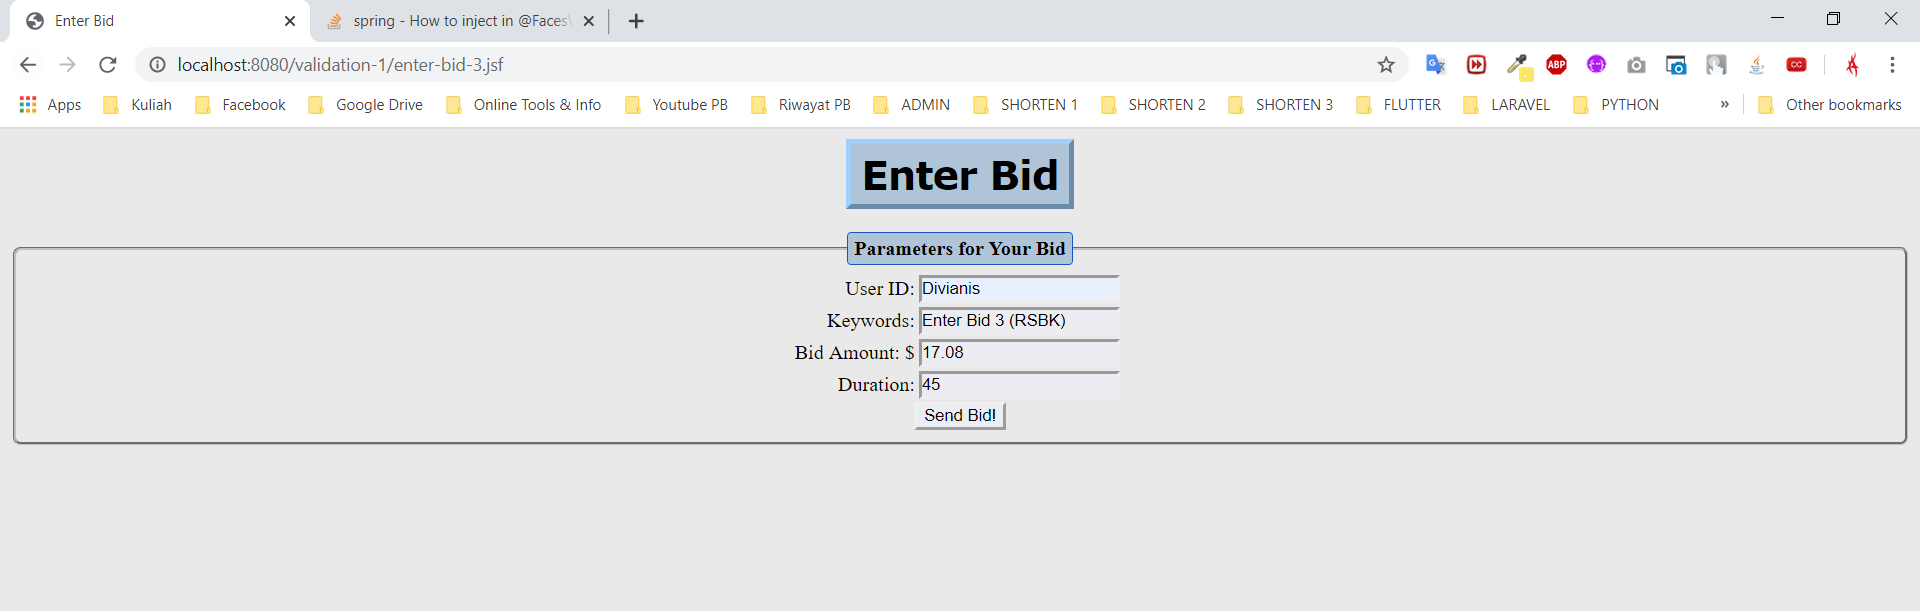 Enter Bid
spring - How to inject in @Faces
localhost:8080/validation-1/enter-bid-3.jsf
ABP
CC
Apps Kuliah Facebook Google Drive Online Tools & Info Youtube PB Riwayat PB ADMIN SHORTEN 1 SHORTEN 2 SHORTEN 3 FLUTTER LARAVEL PYTHON » Other bookmarks
Enter Bid
Parameters for Your Bid
User ID: Divianis
Keywords: Enter Bid 3 (RSBK)
Bid Amount: $ 17.08
Duration: 45
Send Bid!